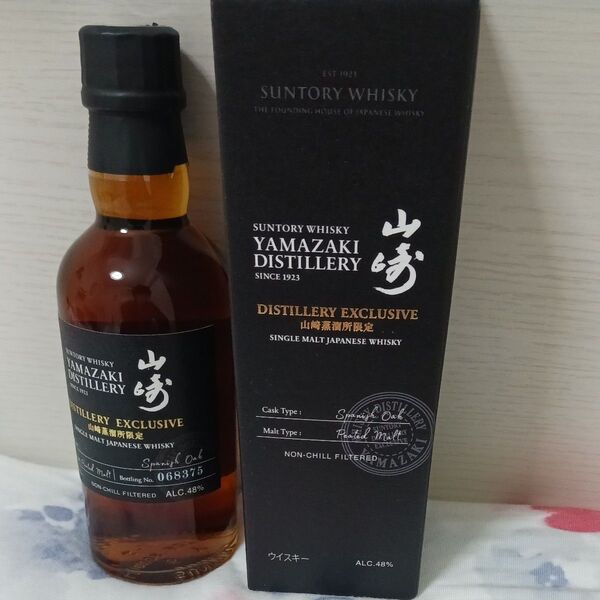 SUNTORY WHISKY
YAMAZAKI
DISTILLERY
SINCE 1923
山崎
DISTILLERY EXCLUSIVE
山崎蒸溜所限定
SINGLE MALT JAPANESE WHISKY
Spanish Oak
Malt
Bottling No. 068375
NON-CHILL FILTERED
ALC.48%
EST 1923
SUNTORY WHISKY
THE FOUNDING HOUSE OF JAPANESE WHISKY
SUNTORY WHISKY
YAMAZAKI
DISTILLERY
SINCE 1923
山崎
DISTILLERY EXCLUSIVE
山崎蒸溜所限定
SINGLE MALT JAPANESE WHISKY
Cask Type : Spanish Oak
Malt Type : Peated Malt
DISTILLERY
YAMAZAKI
NON-CHILL FILTERED
ウイスキー
ALC.48%